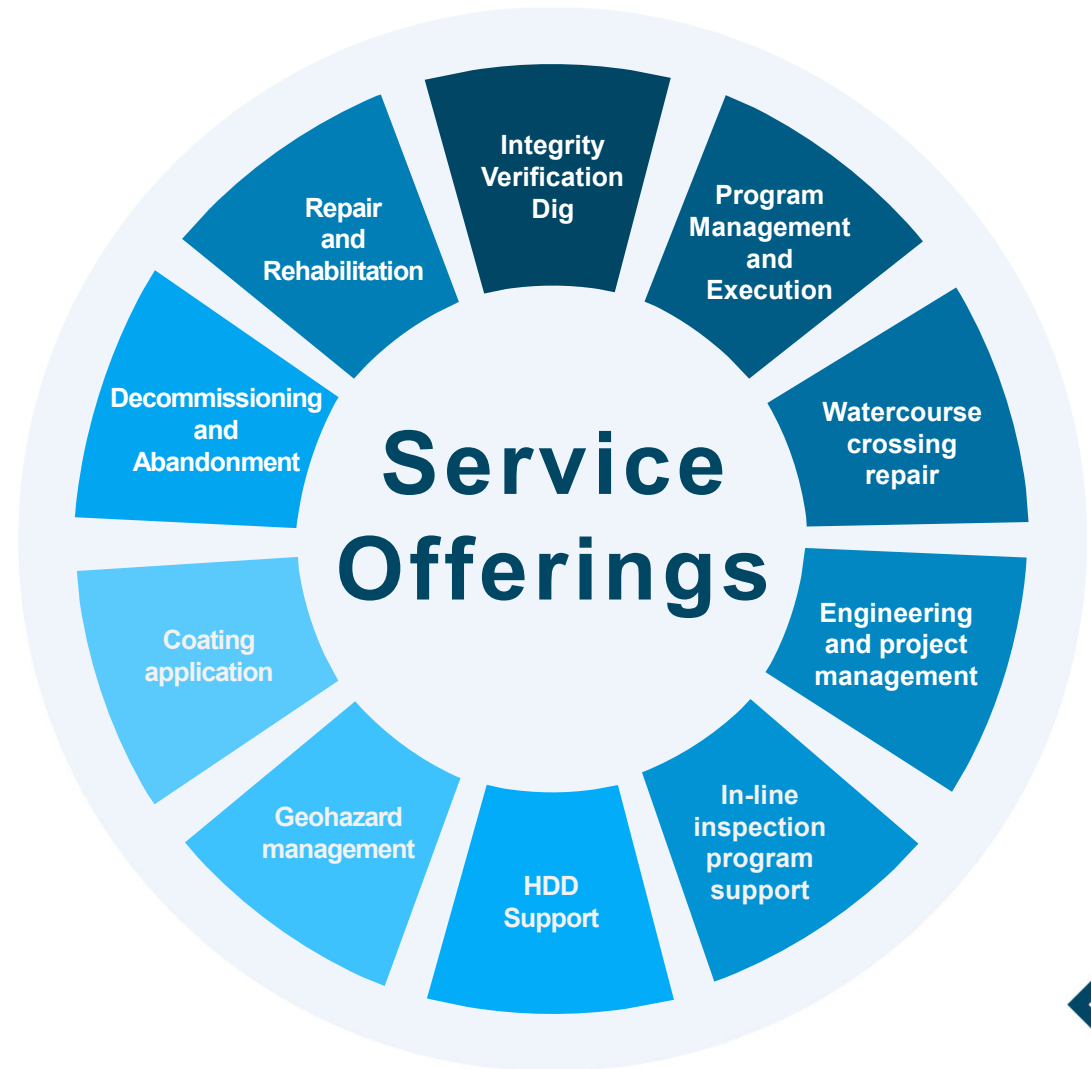 Service
Offerings
Integrity
Verification
Dig
Program
Management
and
Execution
Watercourse
crossing
repair
Engineering
and project
management
In-line
inspection
program
support
HDD
Support
Geohazard
management
Coating
application
Decommissioning
and
Abandonment
Repair
and
Rehabilitation